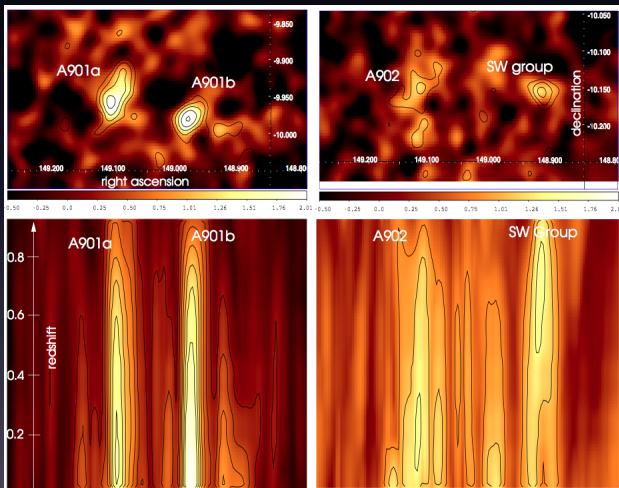 -9.850
-9.900
A901a
A901b
-9.950
-10.000
149.200
149.100
149.000
148.900
148.80
right ascension
-10.050
-10.100
A902
SW group
-10.150
declination
-10.200
149.200
149.100
149.000
148.900
148.80
-0.50 -0.25 0.0 0.25 0.50 0.76 1.01 1.26 1.51 1.76 2.01
-0.50 -0.25 0.0 0.25 0.50 0.76 1.01 1.26 1.51 1.76 2.0
A901a
A901b
0.8
0.6
redshift
0.4
0.2
A902
SW Group